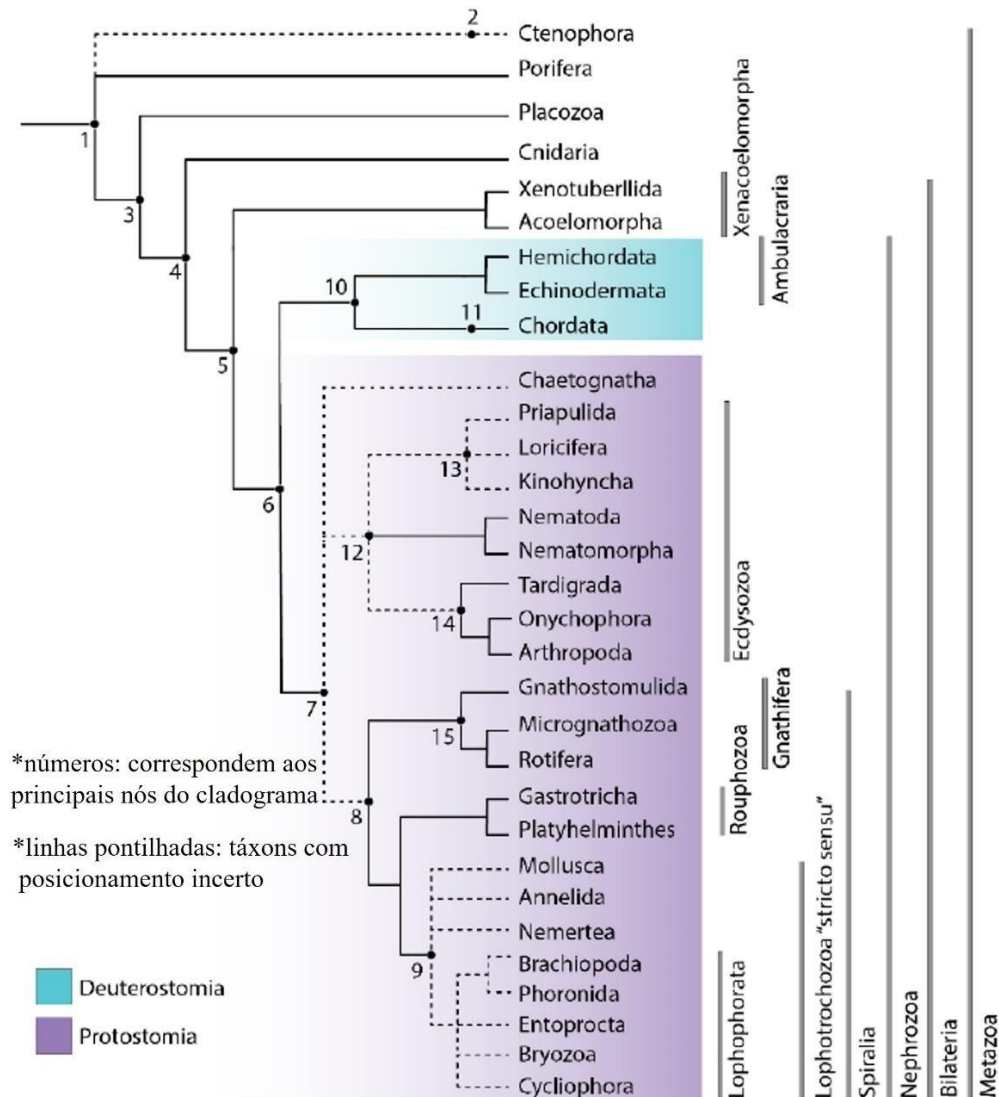 2
Ctenophora
Porifera
Placozoa
1
Cnidaria
Xenotuberllida
3
Acoelomorpha
Hemichordata
4
10
Echinodermata
11
Chordata
5
Chaetognatha
Priapulida
Loricifera
13
Kinohyncha
6
Nematoda
12
Nematomorpha
Tardigrada
14
Onychophora
Arthropoda
7
Gnathostomulida
15
Micrognathozoa
Rotifera
*números: correspondem aos
principais nós do cladograma
8
Gastrotricha
Platyhelminthes
*linhas pontilhadas: táxons com
posicionamento incerto
Mollusca
Annelida
Nemertea
9
Brachiopoda
Phoronida
Entoprocta
Bryozoa
Cycliophora
Deuterostomia
Protostomia
Xenacoelomorpha
Ambulacraria
Ecdysozoa
Gnathifera
Rouphozoa
Lophophorata
Lophotrochozoa “stricto sensu”
Spiralia
Nephrozoa
Bilateria
Metazoa